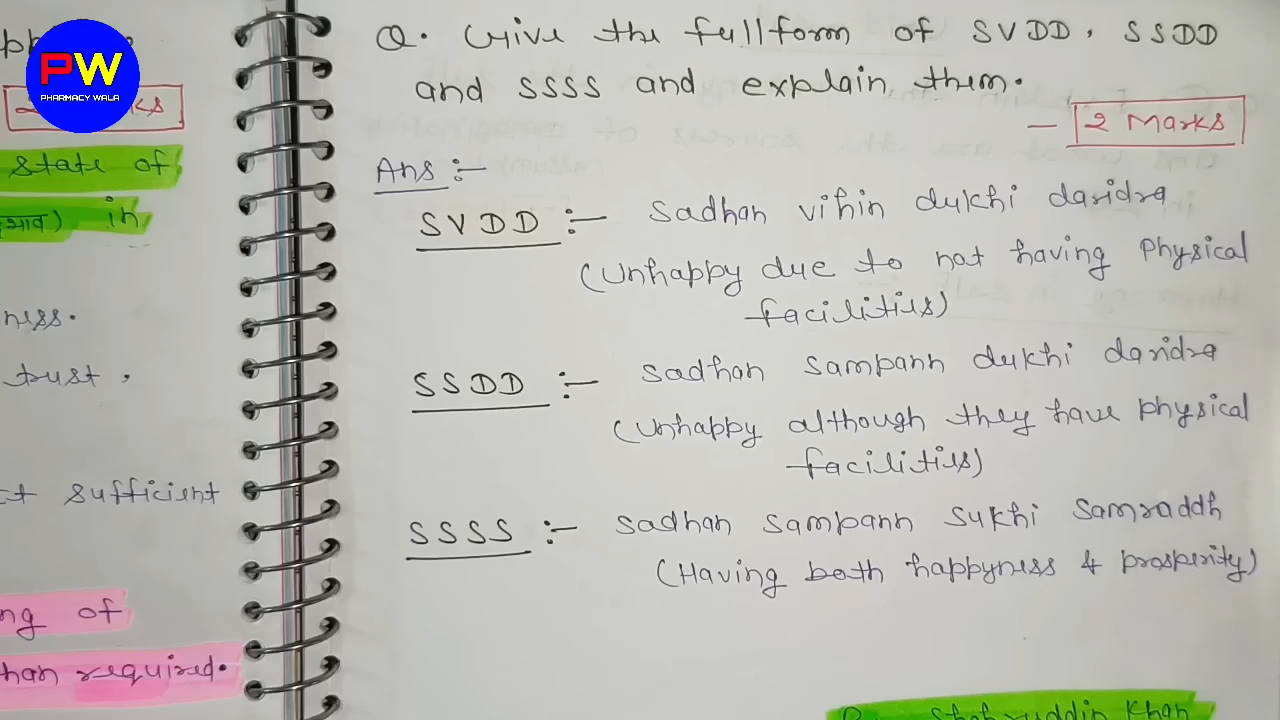 PW
PHARMACY WALA
state of
भाव) in
ness.
trust,
sufficient
ng of
han required.
Q. Give the fullform of SVDD, SSDD
and SSSS and explain them.
- 2 Marks
Ans :-
SVDD :- Sadhan vihin dukhi daridra
(Unhappy due to not having Physical
facilities)
SSDD :- Sadhan Sampann dukhi daridra
(Unhappy although they have physical
facilities)
SSSS :- Sadhan Sampann Sukhi Samraddh
(Having both happyness & prosperity)
Khan